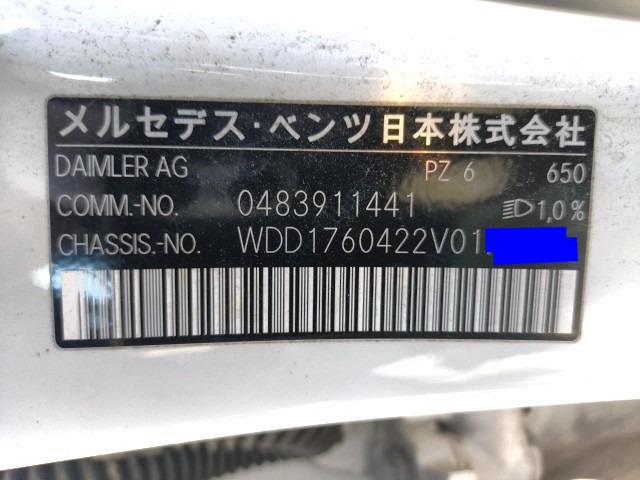 メルセデス・ベンツ日本株式会社
DAIMLER AG PZ 6 650
COMM.-NO. 0483911441 1,0%
CHASSIS.-NO. WDD1760422V01